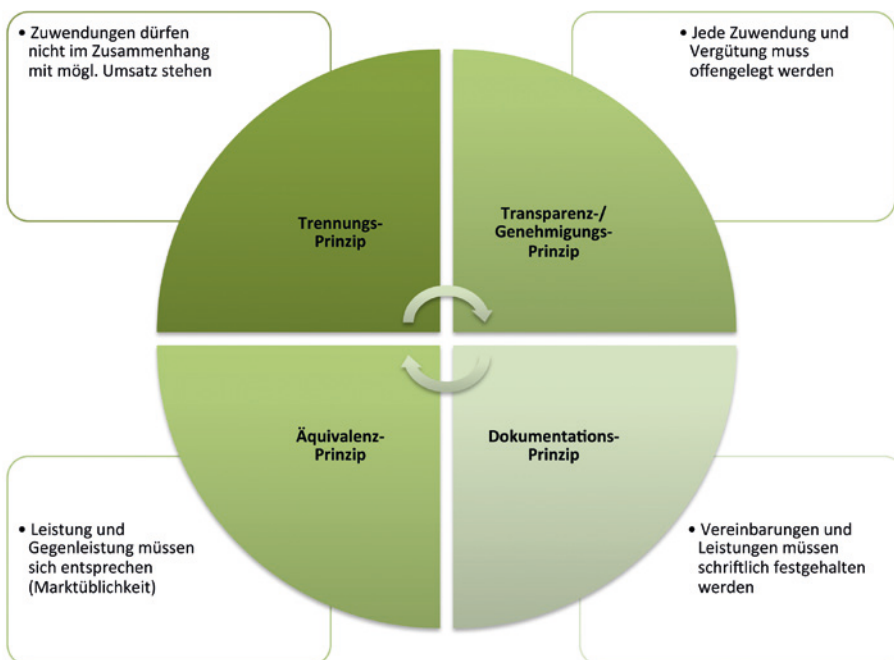 • Zuwendungen dürfen
nicht im Zusammenhang
mit mögl. Umsatz stehen
• Jede Zuwendung und
Vergütung muss
offengelegt werden
Trennungs-
Prinzip
Transparenz-/
Genehmigungs-
Prinzip
Äquivalenz-
Prinzip
Dokumentations-
Prinzip
• Leistung und
Gegenleistung müssen
sich entsprechen
(Marktüblichkeit)
• Vereinbarungen und
Leistungen müssen
schriftlich festgehalten
werden